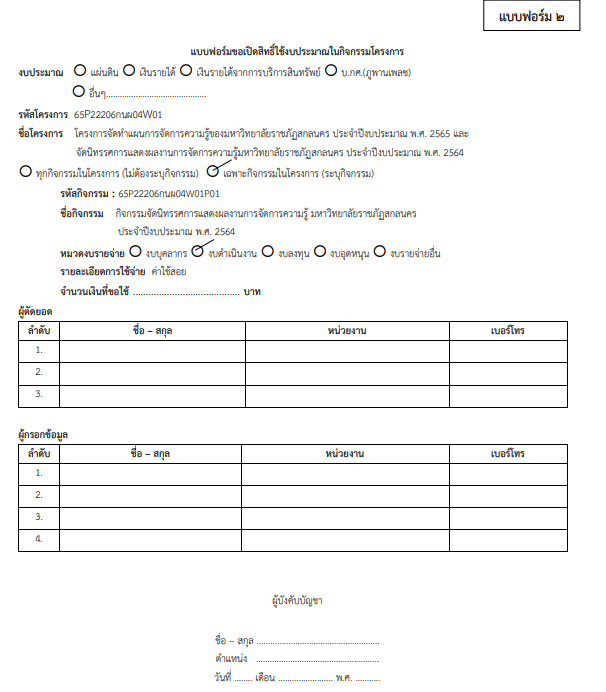 แบบฟอร์ม ๒
แบบฟอร์มขอเปิดสิทธิ์ใช้งบประมาณในกิจกรรมโครงการ
งบประมาณ แผ่นดิน เงินรายได้ เงินรายได้จากการบริการสินทรัพย์ บ.กศ.(ภูพานเพลซ)
อื่นๆ..........................................
รหัสโครงการ 65P22206กนผ04W01
ชื่อโครงการ โครงการจัดทำแผนการจัดการความรู้ของมหาวิทยาลัยราชภัฏสกลนคร ประจำปีงบประมาณ พ.ศ. 2565 และ
จัดนิทรรศการแสดงผลงานการจัดการความรู้มหาวิทยาลัยราชภัฏสกลนคร ประจำปีงบประมาณ พ.ศ. 2564
ทุกกิจกรรมในโครงการ (ไม่ต้องระบุกิจกรรม) เฉพาะกิจกรรมในโครงการ (ระบุกิจกรรม)
รหัสกิจกรรม : 65P22206กนผ04W01P01
ชื่อกิจกรรม กิจกรรมจัดนิทรรศการแสดงผลงานการจัดการความรู้ มหาวิทยาลัยราชภัฏสกลนคร
ประจำปีงบประมาณ พ.ศ. 2564
หมวดงบรายจ่าย งบบุคลากร งบดำเนินงาน งบลงทุน งบอุดหนุน งบรายจ่ายอื่น
รายละเอียดการใช้จ่าย ค่าใช้สอย
จำนวนเงินที่ขอใช้ ........................................ บาท
ผู้ตัดยอด
ลำดับ ชื่อ – สกุล หน่วยงาน เบอร์โทร
1.
2.
3.
ผู้กรอกข้อมูล
ลำดับ ชื่อ – สกุล หน่วยงาน เบอร์โทร
1.
2.
3.
4.
ผู้บังคับบัญชา
ชื่อ – สกุล ....................................................
ตำแหน่ง ....................................................
วันที่ ........ เดือน ....................... พ.ศ. ...........